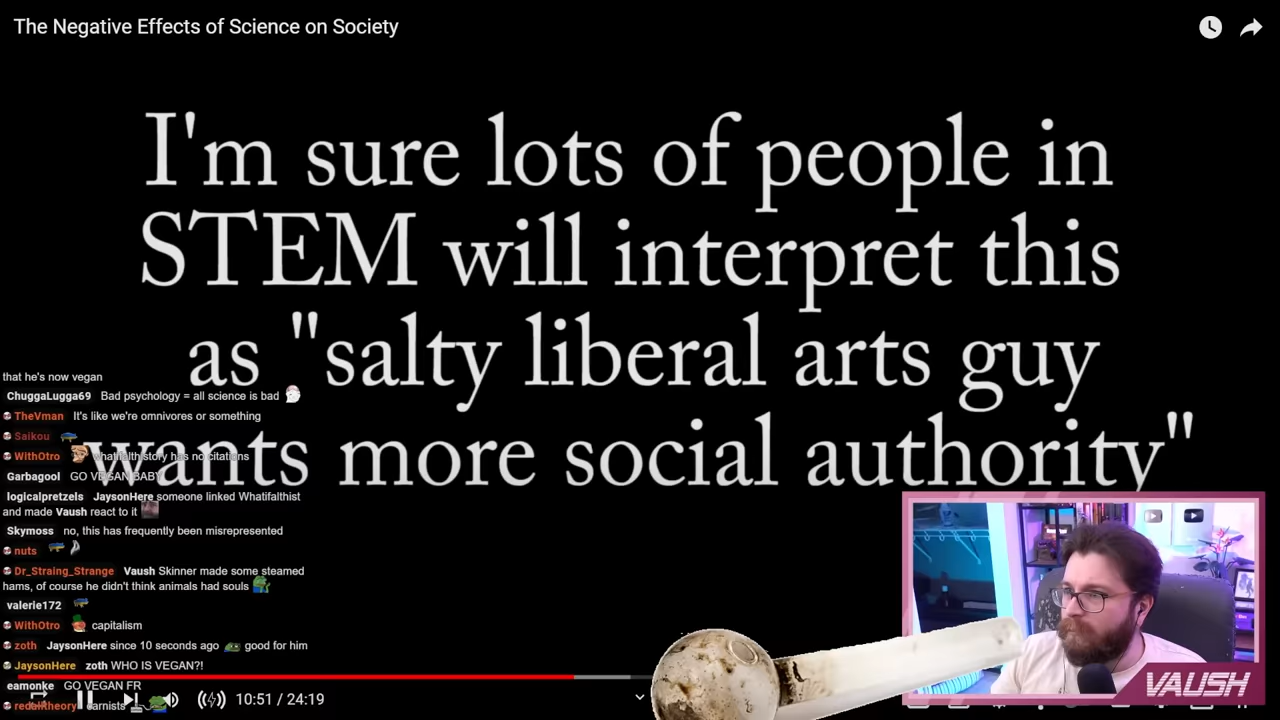 The Negative Effects of Science on Society
I'm sure lots of people in
STEM will interpret this
as "salty liberal arts guy
wants more social authority"
that he's now vegan
ChuggaLugga69 Bad psychology = all science is bad
TheVman It's like we're omnivores or something
Saikou
WithOtro story has no citations
Garbagool GO VEGAN BABY
logicalpretzels JaysonHere someone linked Whatifalthist
and made Vaush react to it
Skymoss no, this has frequently been misrepresented
nuts
Dr_Straing_Strange Vaush Skinner made some steamed
hams, of course he didn't think animals had souls
valerie172
WithOtro capitalism
zoth JaysonHere since 10 seconds ago good for him
JaysonHere zoth WHO IS VEGAN?!
eamonke GO VEGAN FR
10:51 / 24:19
VAUSH